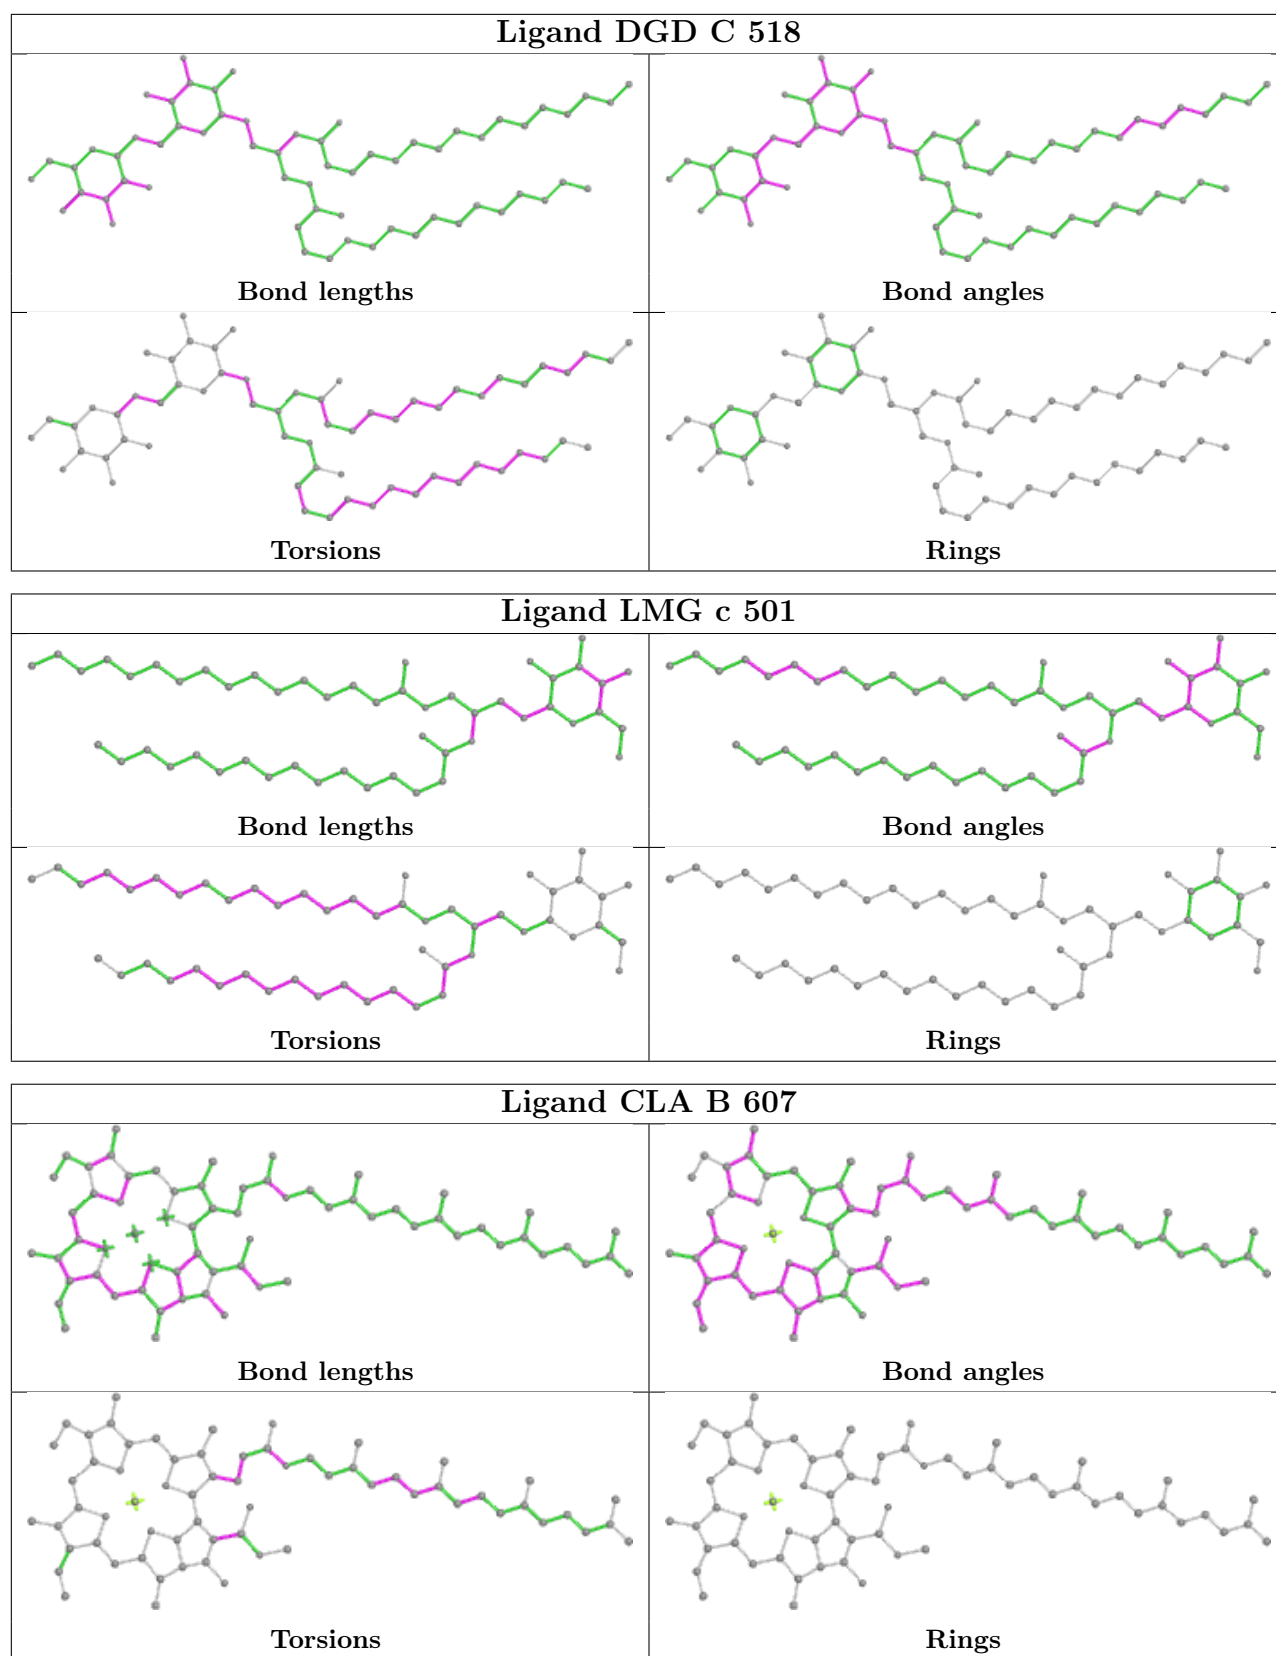 Ligand DGD C 518
Bond lengths
Bond angles
Torsions
Rings
Ligand LMG c 501
Bond lengths
Bond angles
Torsions
Rings
Ligand CLA B 607
Bond lengths
Bond angles
Torsions
Rings